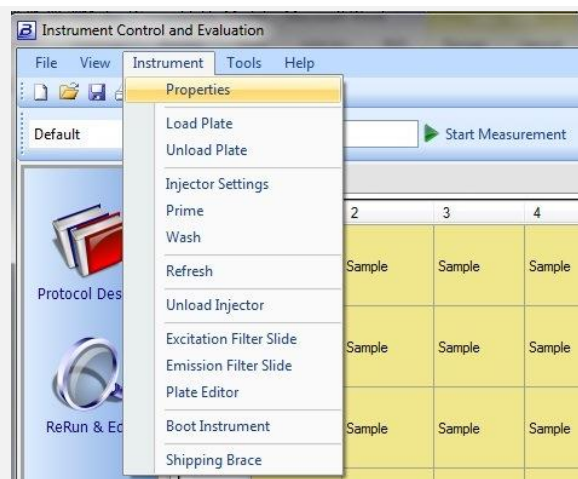 Instrument Control and Evaluation
File View Instrument Tools Help
Properties
Default
Load Plate
Start Measurement
Unload Plate
Injector Settings
Prime
2 3 4
Wash
Sample Sample Sample
Refresh
Protocol Des
Unload Injector
Excitation Filter Slide
Sample Sample Sample
Emission Filter Slide
Plate Editor
ReRun & Ed
Boot Instrument
Sample Sample Sample
Shipping Brace